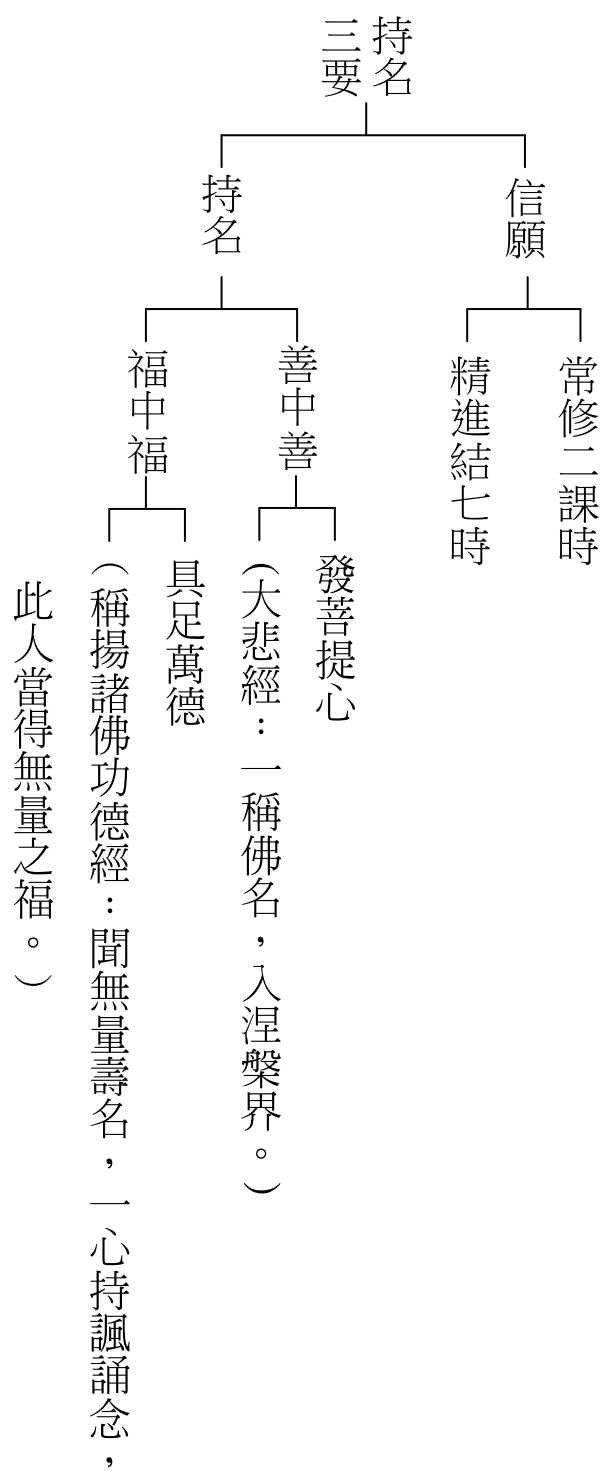 持名
三要
信願
常修二課時
精進結七時
持名
善中善
發菩提心
（大悲經：一稱佛名，入涅槃界。）
福中福
具足萬德
（稱揚諸佛功德經：聞無量壽名，一心持諷誦念，
此人當得無量之福。）